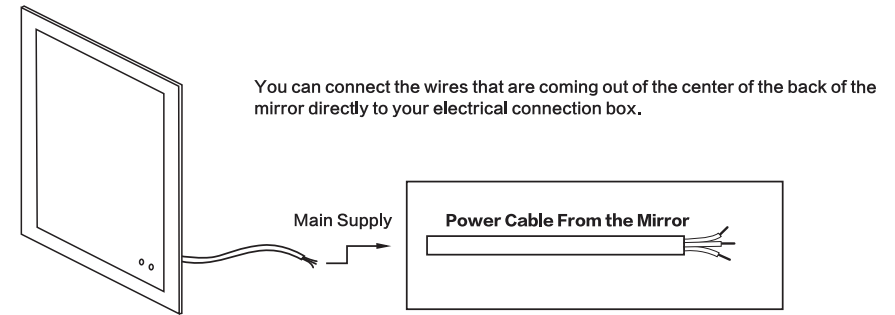 You can connect the wires that are coming out of the center of the back of the
mirror directly to your electrical connection box.
Main Supply
Power Cable From the Mirror